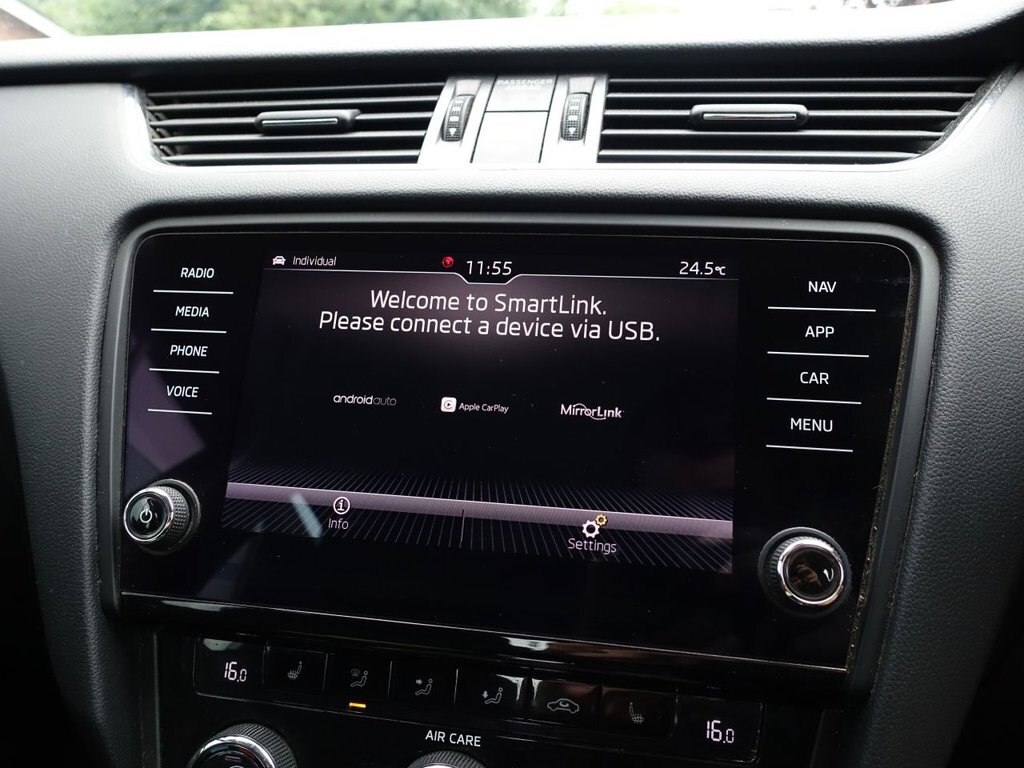 PASSENGER
AIRBAG
RADIO
MEDIA
PHONE
VOICE
Individual
11:55
24.5°C
Welcome to SmartLink.
Please connect a device via USB.
androidauto
Apple CarPlay
MirrorLink
Info
Settings
NAV
APP
CAR
MENU
16.0
16.0
AIR CARE